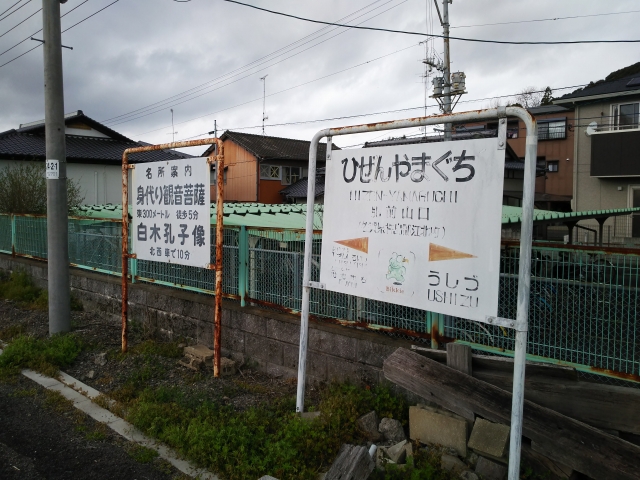 名所案内
身代り観音菩薩
東300メートル 徒歩5分
白木孔子像
北西車で10分
ひぜんやまぐち
HIZEN-YAMAGUCHI
肥前山口
うしづ
USHIZU
421